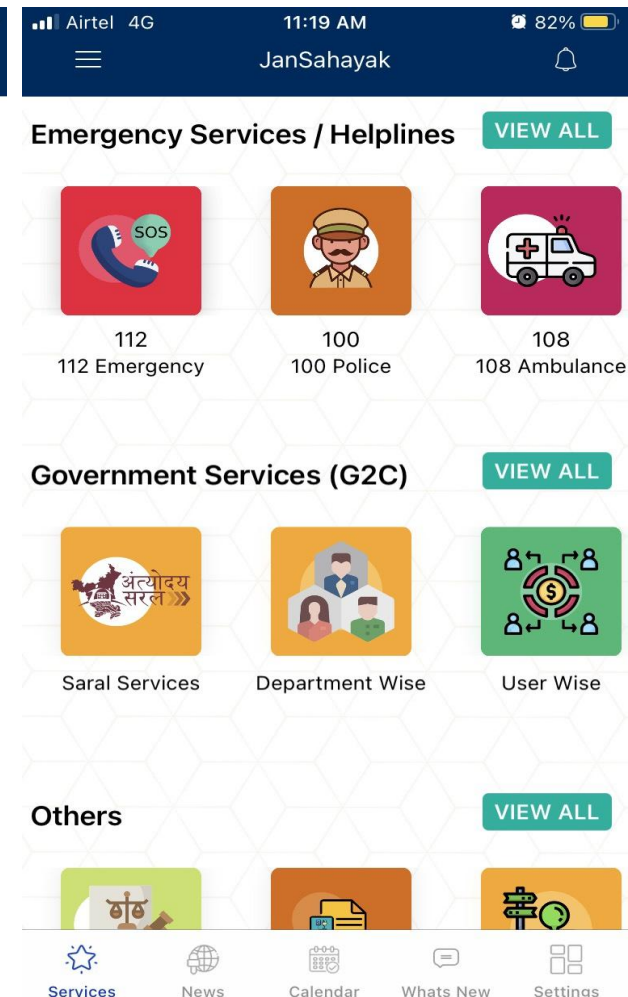 Airtel 4G 11:19 AM 82%
JanSahayak
Emergency Services / Helplines VIEW ALL
SOS
112 100 108
112 Emergency 100 Police 108 Ambulance
Government Services (G2C) VIEW ALL
अंत्योदय
सरल
Saral Services Department Wise User Wise
Others VIEW ALL
Services News Calendar Whats New Settings